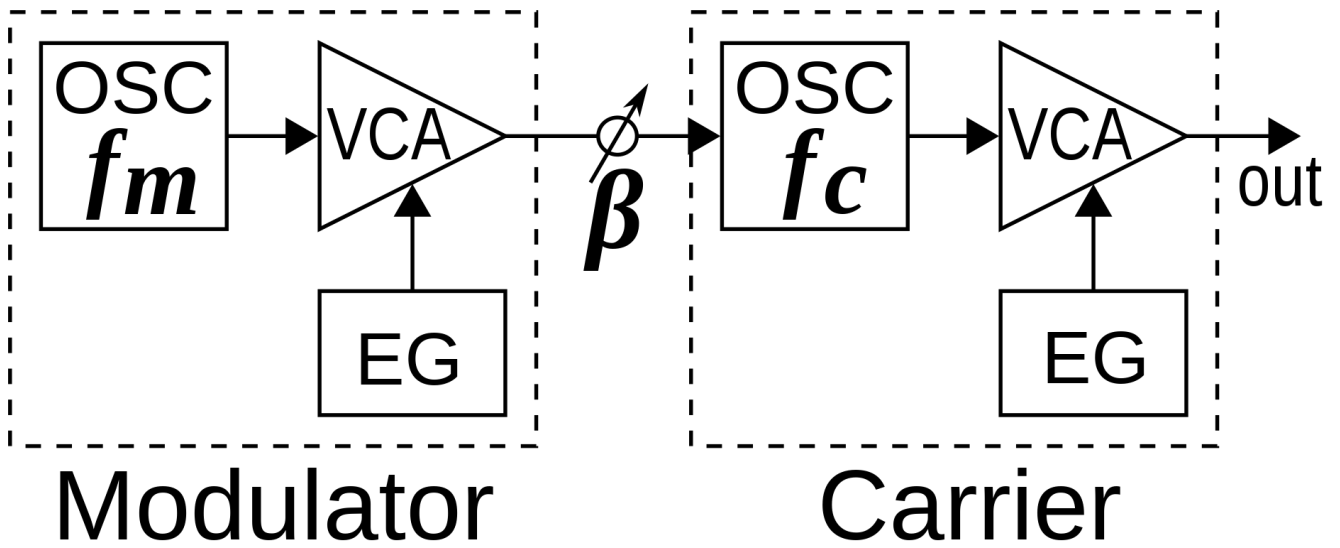 OSC
fm
VCA
EG
β
OSC
fc
VCA
EG
out
Modulator
Carrier